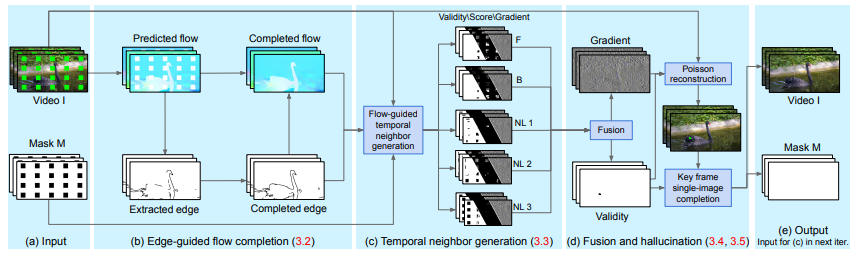 Validity\Score\Gradient
Predicted flow
Completed flow
F
Gradient
Poisson
reconstruction
Video I
B
Video I
Flow-guided
temporal
neighbor
generation
NL 1
Fusion
Mask M
NL 2
Key frame
single-image
completion
Mask M
Extracted edge
Completed edge
NL 3
Validity
(a) Input
(b) Edge-guided flow completion (3.2)
(c) Temporal neighbor generation (3.3)
(d) Fusion and hallucination (3.4, 3.5)
(e) Output
Input for (c) in next iter.